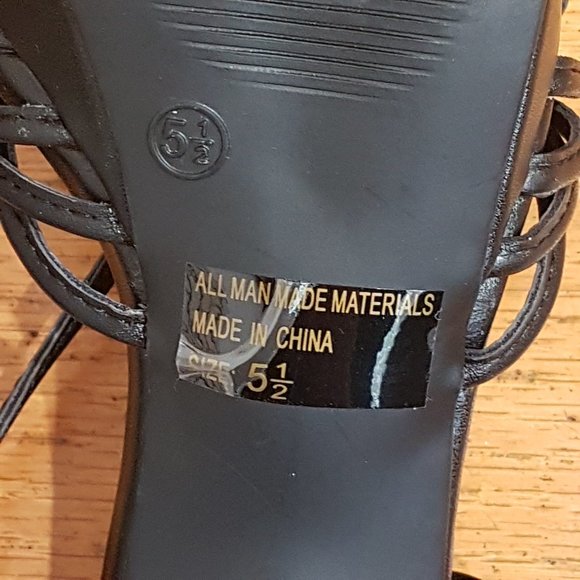 5½
ALL MAN MADE MATERIALS
MADE IN CHINA
SIZE: 5½